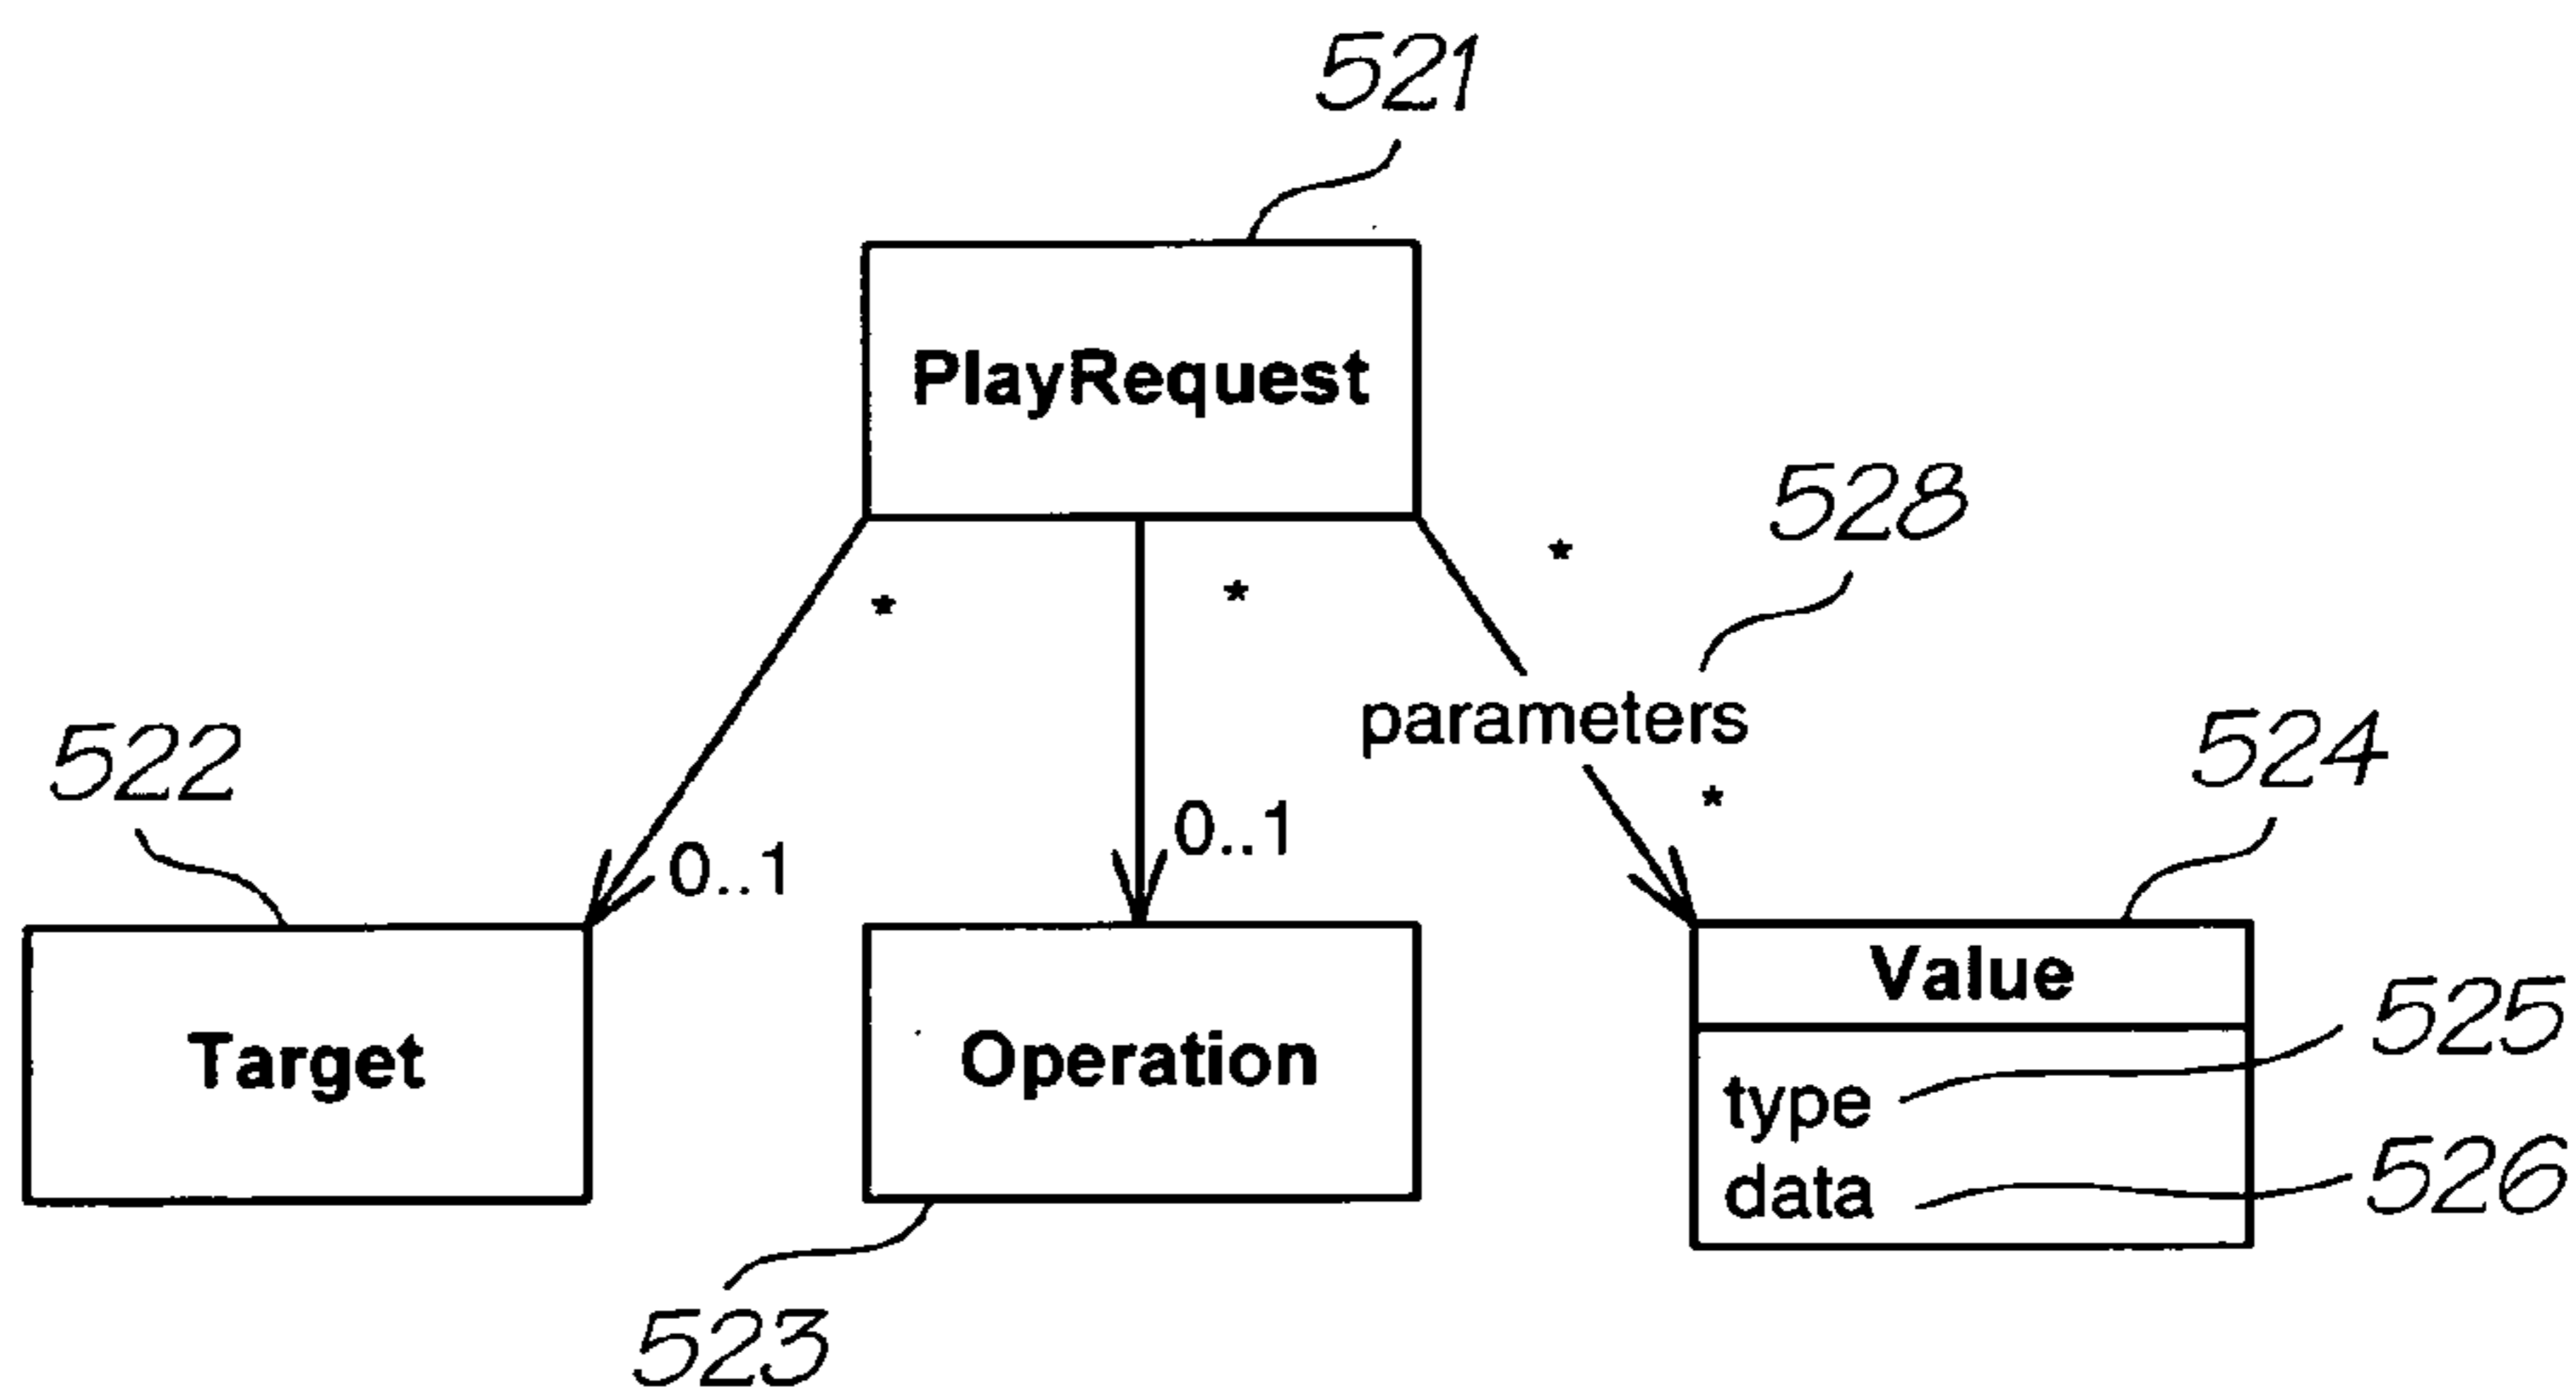 521
PlayRequest
528
*
*
*
parameters
522
524
*
0..1
0..1
Value
525
Target
Operation
type
526
data
523